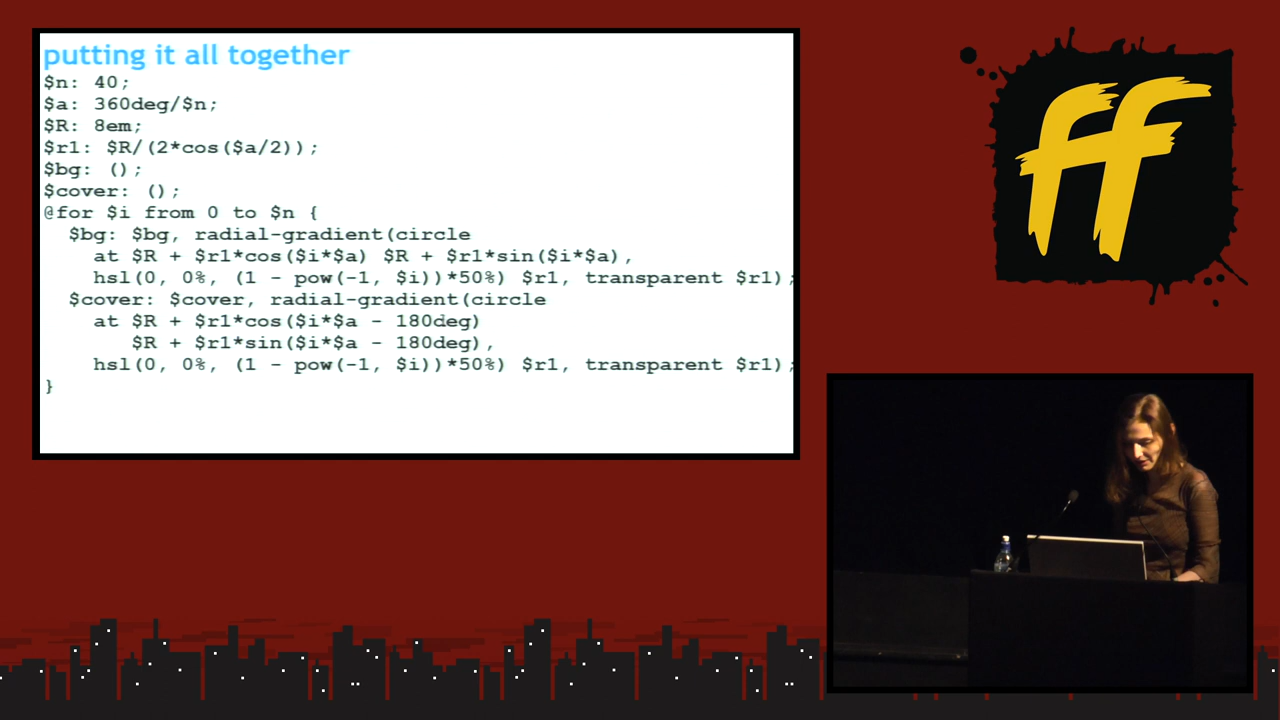 putting it all together
$n: 40;
$a: 360deg/$n;
$R: 8em;
$r1: $R/(2*cos($a/2));
$bg: ();
$cover: ();
@for $i from 0 to $n {
$bg: $bg, radial-gradient(circle
at $R + $r1*cos($i*$a) $R + $r1*sin($i*$a),
hsl(0, 0%, (1 - pow(-1, $i))*50%) $r1, transparent $r1);
$cover: $cover, radial-gradient(circle
at $R + $r1*cos($i*$a - 180deg)
$R + $r1*sin($i*$a - 180deg),
hsl(0, 0%, (1 - pow(-1, $i))*50%) $r1, transparent $r1);
}
ff